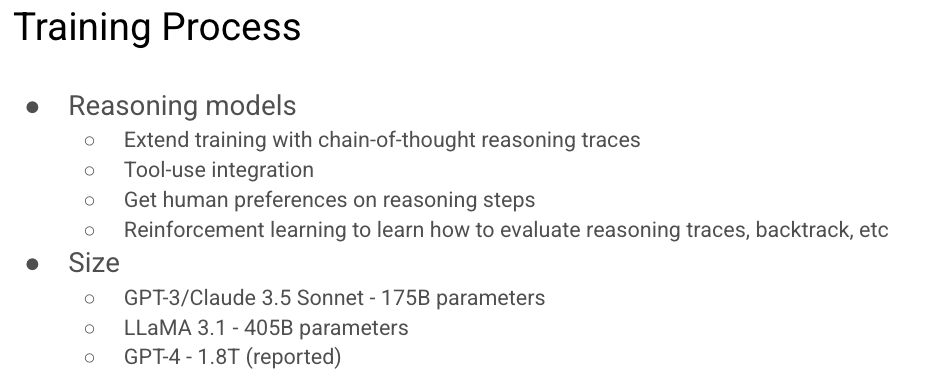 Training Process
● Reasoning models
○ Extend training with chain-of-thought reasoning traces
○ Tool-use integration
○ Get human preferences on reasoning steps
○ Reinforcement learning to learn how to evaluate reasoning traces, backtrack, etc
● Size
○ GPT-3/Claude 3.5 Sonnet - 175B parameters
○ LLaMA 3.1 - 405B parameters
○ GPT-4 - 1.8T (reported)